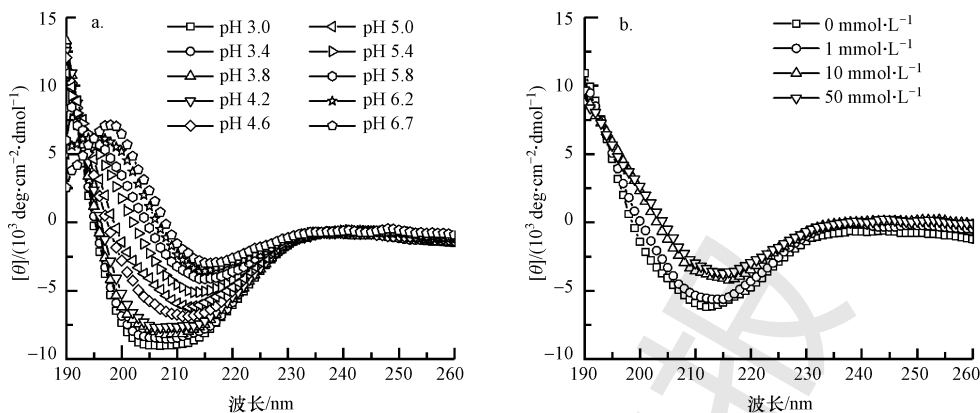 a.
pH 3.0
pH 3.4
pH 3.8
pH 4.2
pH 4.6
pH 5.0
pH 5.4
pH 5.8
pH 6.2
pH 6.7
15
10
5
0
−5
−10
[θ]/(10³ deg·cm⁻²·dmol⁻¹)
190 200 210 220 230 240 250 260
波长/nm
b.
0 mmol·L⁻¹
1 mmol·L⁻¹
10 mmol·L⁻¹
50 mmol·L⁻¹
15
10
5
0
−5
−10
[θ]/(10³ deg·cm⁻²·dmol⁻¹)
190 200 210 220 230 240 250 260
波长/nm